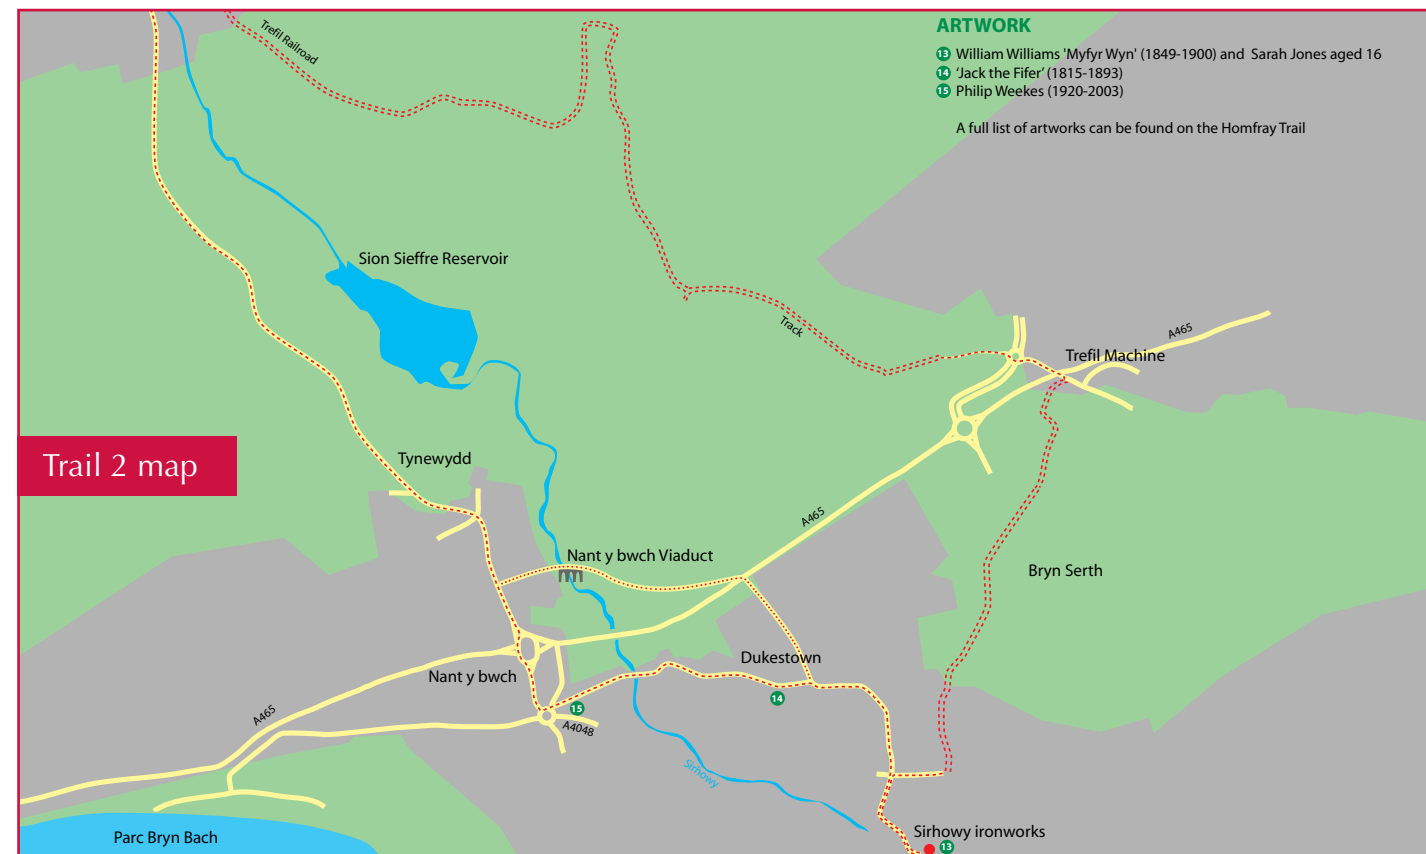 ARTWORK
13 William Williams 'Myfyr Wyn' (1849-1900) and Sarah Jones aged 16
14 ‘Jack the Fifer’ (1815-1893)
15 Philip Weekes (1920-2003)
A full list of artworks can be found on the Homfray Trail
Trefil Railroad
Sion Sieffre Reservoir
Track
A465
Trefil Machine
Trail 2 map
Tynewydd
A465
Nant y bwch Viaduct
Bryn Serth
Dukestown
Nant y bwch
14
15
A465
A4048
Sirhowy
Parc Bryn Bach
Sirhowy ironworks
13